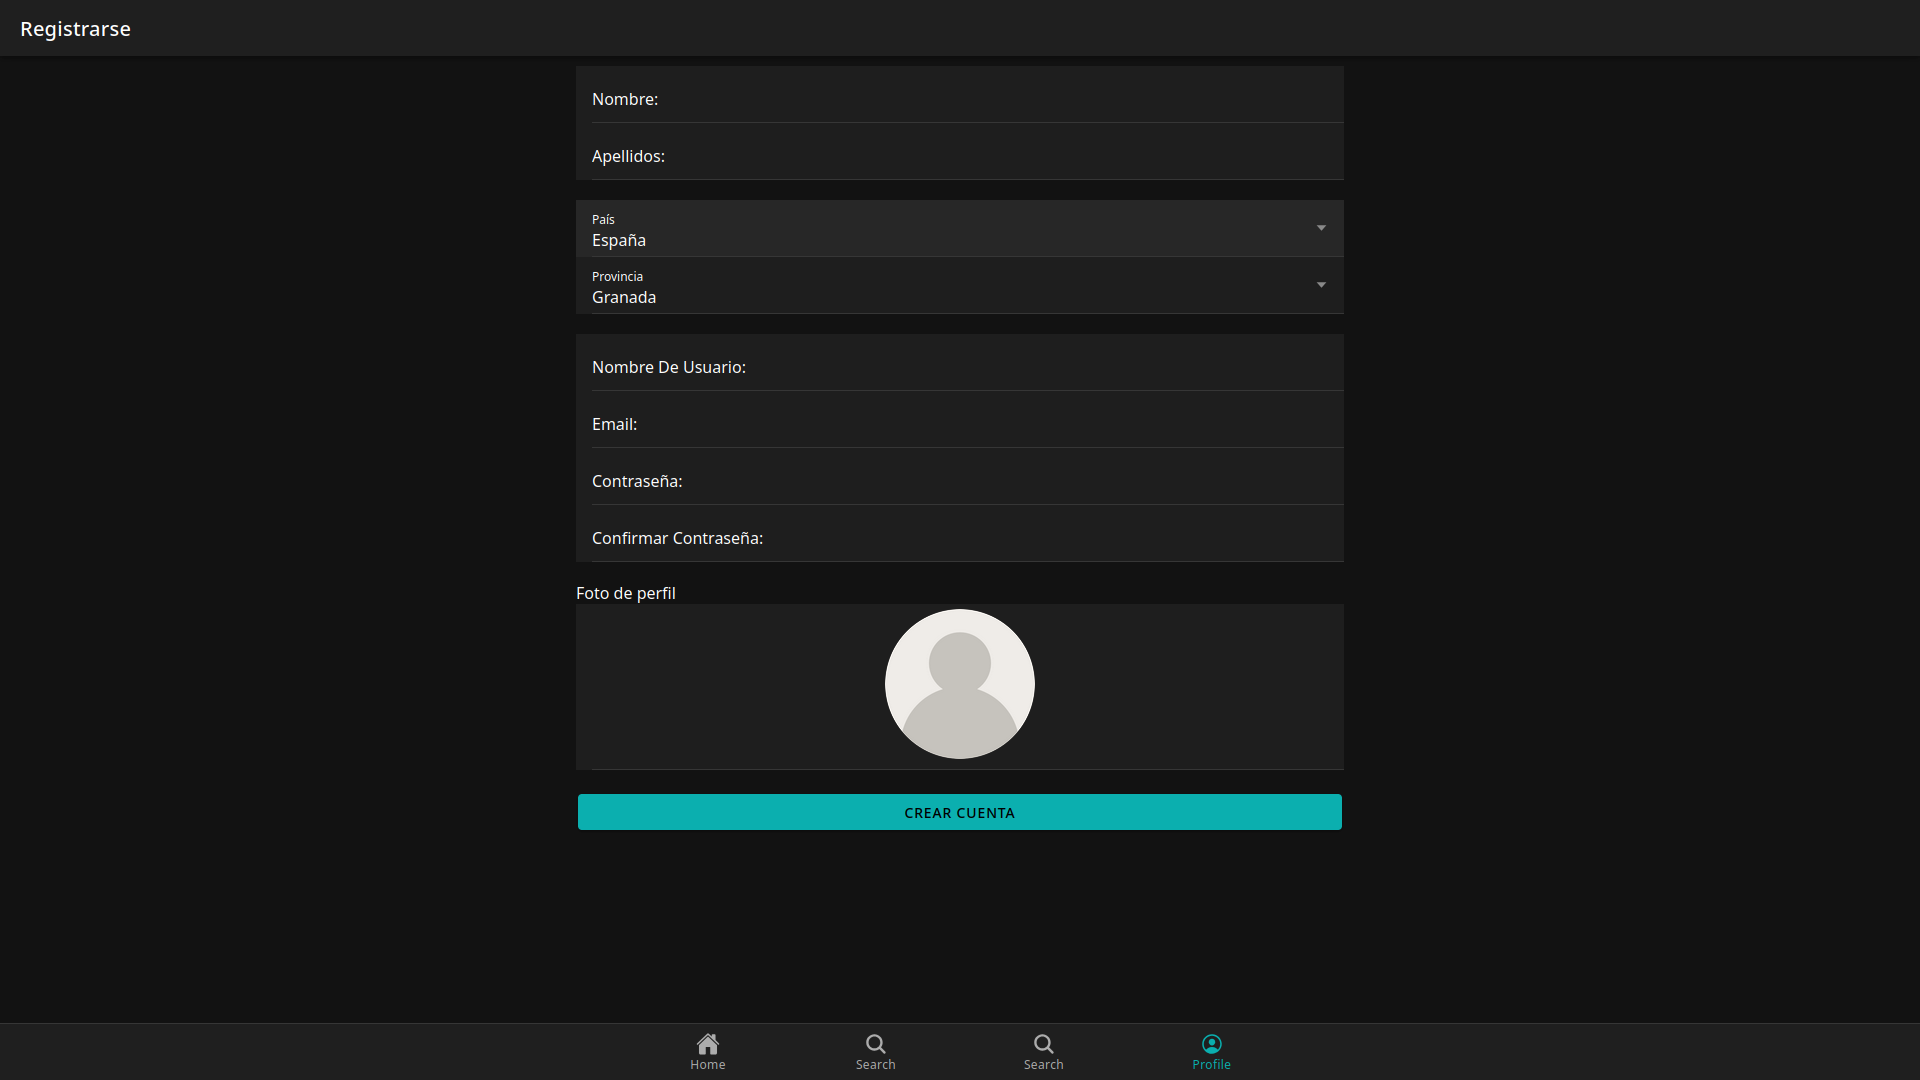 Registrarse
Nombre:
Apellidos:
País
España
Provincia
Granada
Nombre De Usuario:
Email:
Contraseña:
Confirmar Contraseña:
Foto de perfil
CREAR CUENTA
Home
Search
Search
Profile